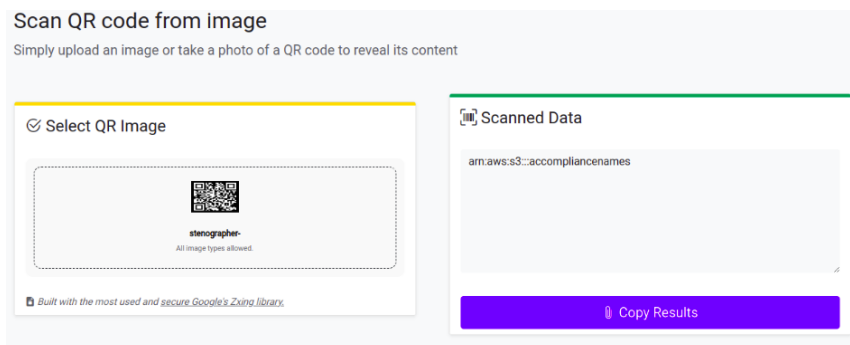 Scan QR code from image
Simply upload an image or take a photo of a QR code to reveal its content
Select QR Image
stenographer-
All image types allowed.
Built with the most used and secure Google's Zxing library.
Scanned Data
arn:aws:s3:::accompliancenames
Copy Results